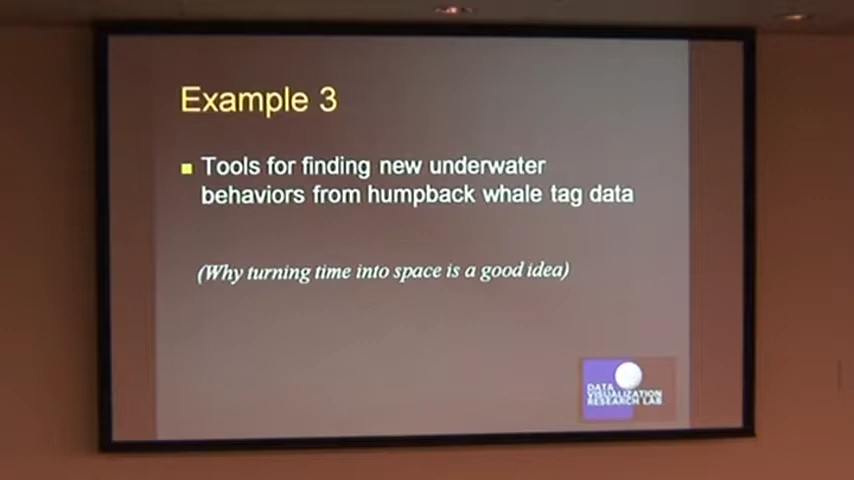 Example 3
Tools for finding new underwater
behaviors from humpback whale tag data
(Why turning time into space is a good idea)
DATA
VISUALIZATION
RESEARCH LAB